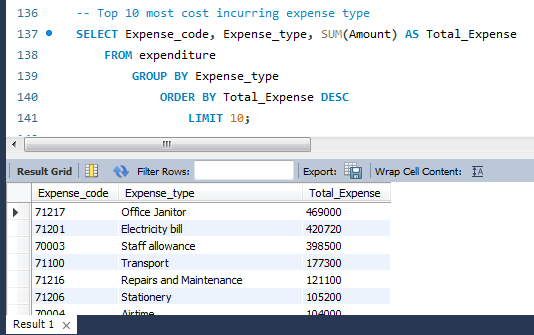 136 -- Top 10 most cost incurring expense type
137 SELECT Expense_code, Expense_type, SUM(Amount) AS Total_Expense
138 FROM expenditure
139 GROUP BY Expense_type
140 ORDER BY Total_Expense DESC
141 LIMIT 10;
Result Grid Filter Rows: Export: Wrap Cell Content:
Expense_code Expense_type Total_Expense
71217 Office Janitor 469000
71201 Electricity bill 420720
70003 Staff allowance 398500
71100 Transport 177300
71216 Repairs and Maintenance 121100
71206 Stationery 105200
70004 Airtime 104000
Result 1